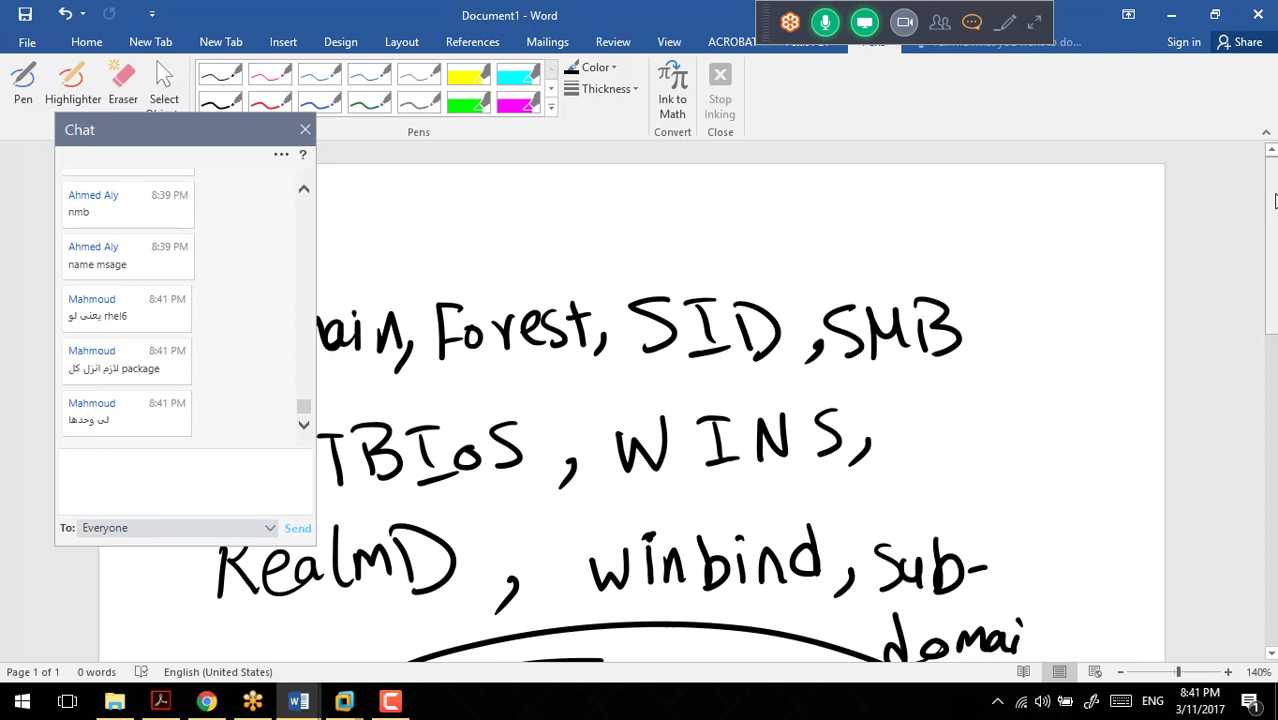 Document1 - Word
File Home New Tab New Tab Insert Design Layout References Mailings Review View ACROBAT Sign in Share
Pen Highlighter Eraser Select
Color
Thickness
Ink to
Math
Stop
Inking
Pens Convert Close
Chat
... ?
Ahmed Aly 8:39 PM
nmb
Ahmed Aly 8:39 PM
name msage
Mahmoud 8:41 PM
يعنى لو rhel6
Mahmoud 8:41 PM
لازم انزل كل package
Mahmoud 8:41 PM
لى وحدها
To: Everyone Send
ain, Forest, SID, SMB
TBIoS, WINS,
RealmD, winbind, sub-
domai
Page 1 of 1 0 words English (United States) 140%
ENG 8:41 PM
3/11/2017